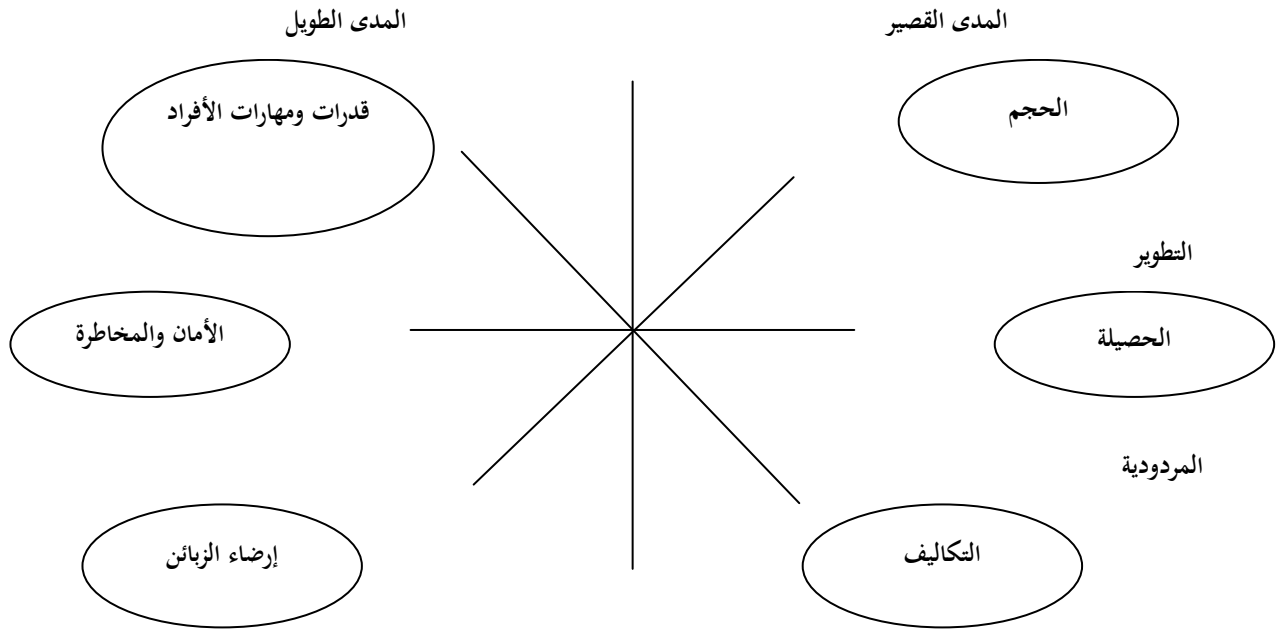 المدى القصير
المدى الطويل
الحجم
قدرات ومهارات الأفراد
التطوير
الحصيلة
الأمان والمخاطرة
المردودية
التكاليف
إرضاء الزبائن